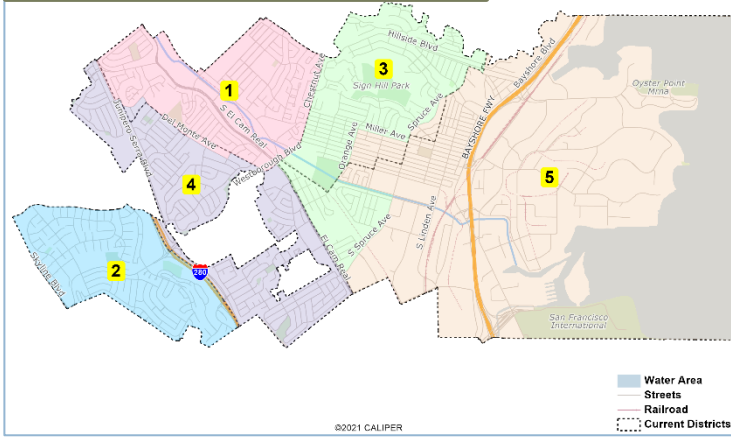 Hillside Blvd
Bayshore Blvd
Chestnut Ave
3
Sign Hill Park
Oyster Point
Mrna
1
S El Cam Real
Spruce Ave
Junipero Serra Blvd
Del Monte Ave
Miller Ave
Orange Ave
BAYSHORE FWY
Westborough Blvd
4
5
S Linden Ave
El Cam Real
S Spruce Ave
2
Skyline Blvd
280
San Francisco
International
Water Area
Streets
Railroad
Current Districts
©2021 CALIPER